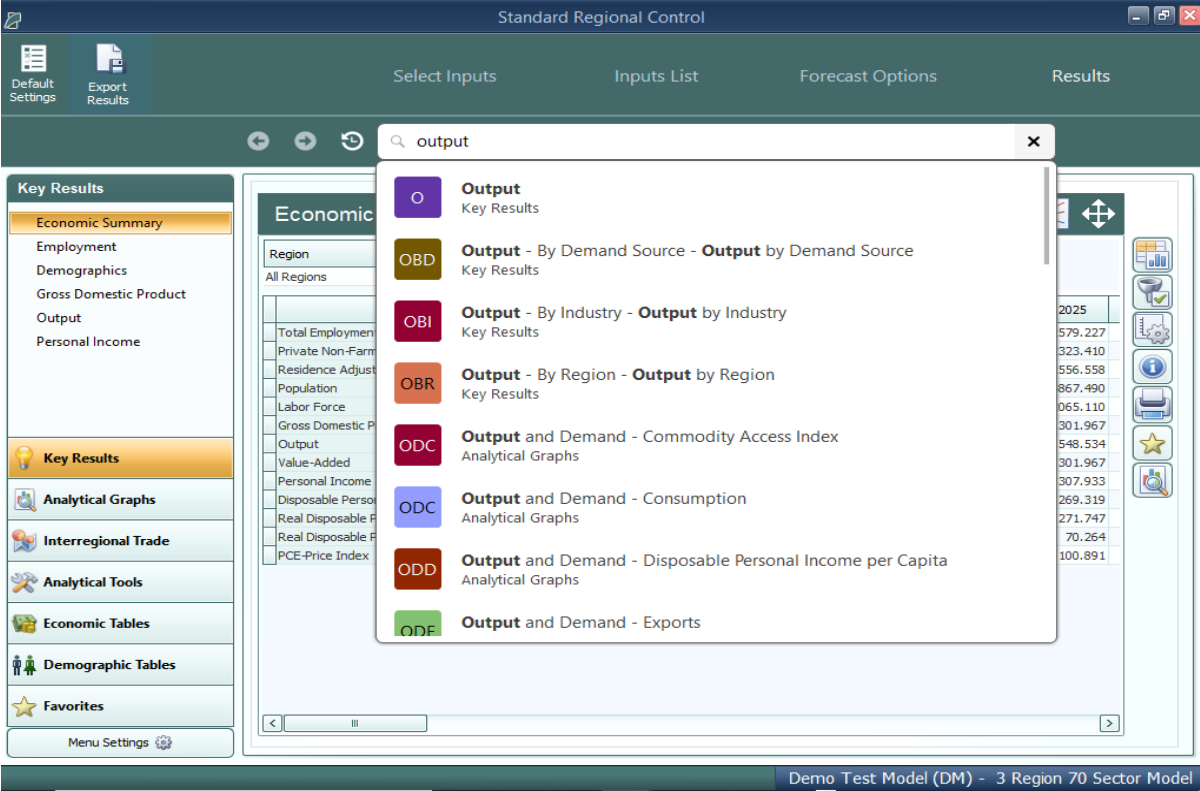 Standard Regional Control
Default
Settings
Export
Results
Select Inputs
Inputs List
Forecast Options
Results
output
Key Results
Economic Summary
Employment
Demographics
Gross Domestic Product
Output
Personal Income
Key Results
Analytical Graphs
Interregional Trade
Analytical Tools
Economic Tables
Demographic Tables
Favorites
Menu Settings
O
Output
Key Results
OBD
Output - By Demand Source - Output by Demand Source
Key Results
OBI
Output - By Industry - Output by Industry
Key Results
OBR
Output - By Region - Output by Region
Key Results
ODC
Output and Demand - Commodity Access Index
Analytical Graphs
ODC
Output and Demand - Consumption
Analytical Graphs
ODD
Output and Demand - Disposable Personal Income per Capita
Analytical Graphs
Output and Demand - Exports
Economic
Region
All Regions
2025
Total Employment 579.227
Private Non-Farm 323.410
Residence Adjust 556.558
Population 867.490
Labor Force 065.110
Gross Domestic P 301.967
Output 548.534
Value-Added 301.967
Personal Income 307.933
Disposable Person 269.319
Real Disposable P 271.747
Real Disposable P 70.264
PCE-Price Index 100.891
Demo Test Model (DM) - 3 Region 70 Sector Model